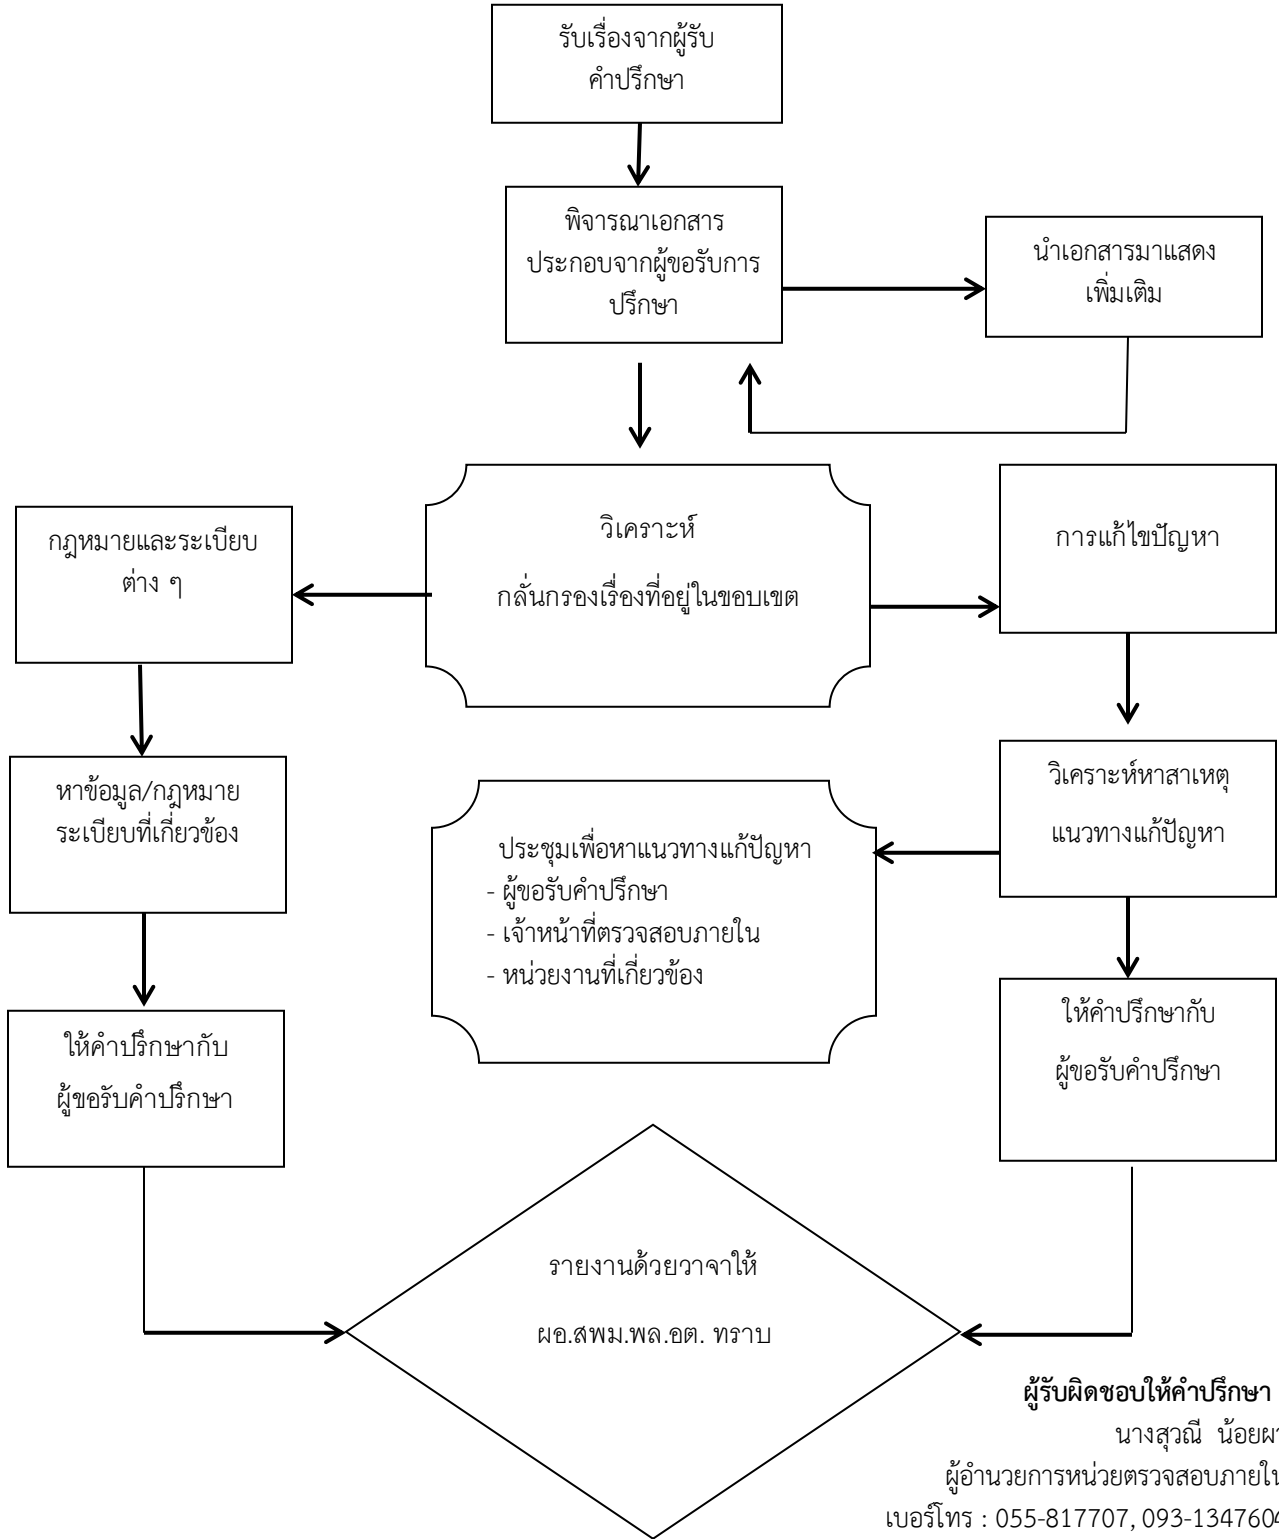 รับเรื่องจากผู้รับ
คำปรึกษา
พิจารณาเอกสาร
ประกอบจากผู้ขอรับการ
ปรึกษา
นำเอกสารมาแสดง
เพิ่มเติม
วิเคราะห์
กลั่นกรองเรื่องที่อยู่ในขอบเขต
กฎหมายและระเบียบ
ต่าง ๆ
การแก้ไขปัญหา
หาข้อมูล/กฎหมาย
ระเบียบที่เกี่ยวข้อง
วิเคราะห์หาสาเหตุ
แนวทางแก้ปัญหา
ประชุมเพื่อหาแนวทางแก้ปัญหา
- ผู้ขอรับคำปรึกษา
- เจ้าหน้าที่ตรวจสอบภายใน
- หน่วยงานที่เกี่ยวข้อง
ให้คำปรึกษากับ
ผู้ขอรับคำปรึกษา
ให้คำปรึกษากับ
ผู้ขอรับคำปรึกษา
รายงานด้วยวาจาให้
ผอ.สพม.พล.อต. ทราบ
ผู้รับผิดชอบให้คำปรึกษา
นางสุวณี
ผู้อำนวยการหน่วยตรวจสอบภายใน
เบอร์โทร : 055-817707, 093-1347604